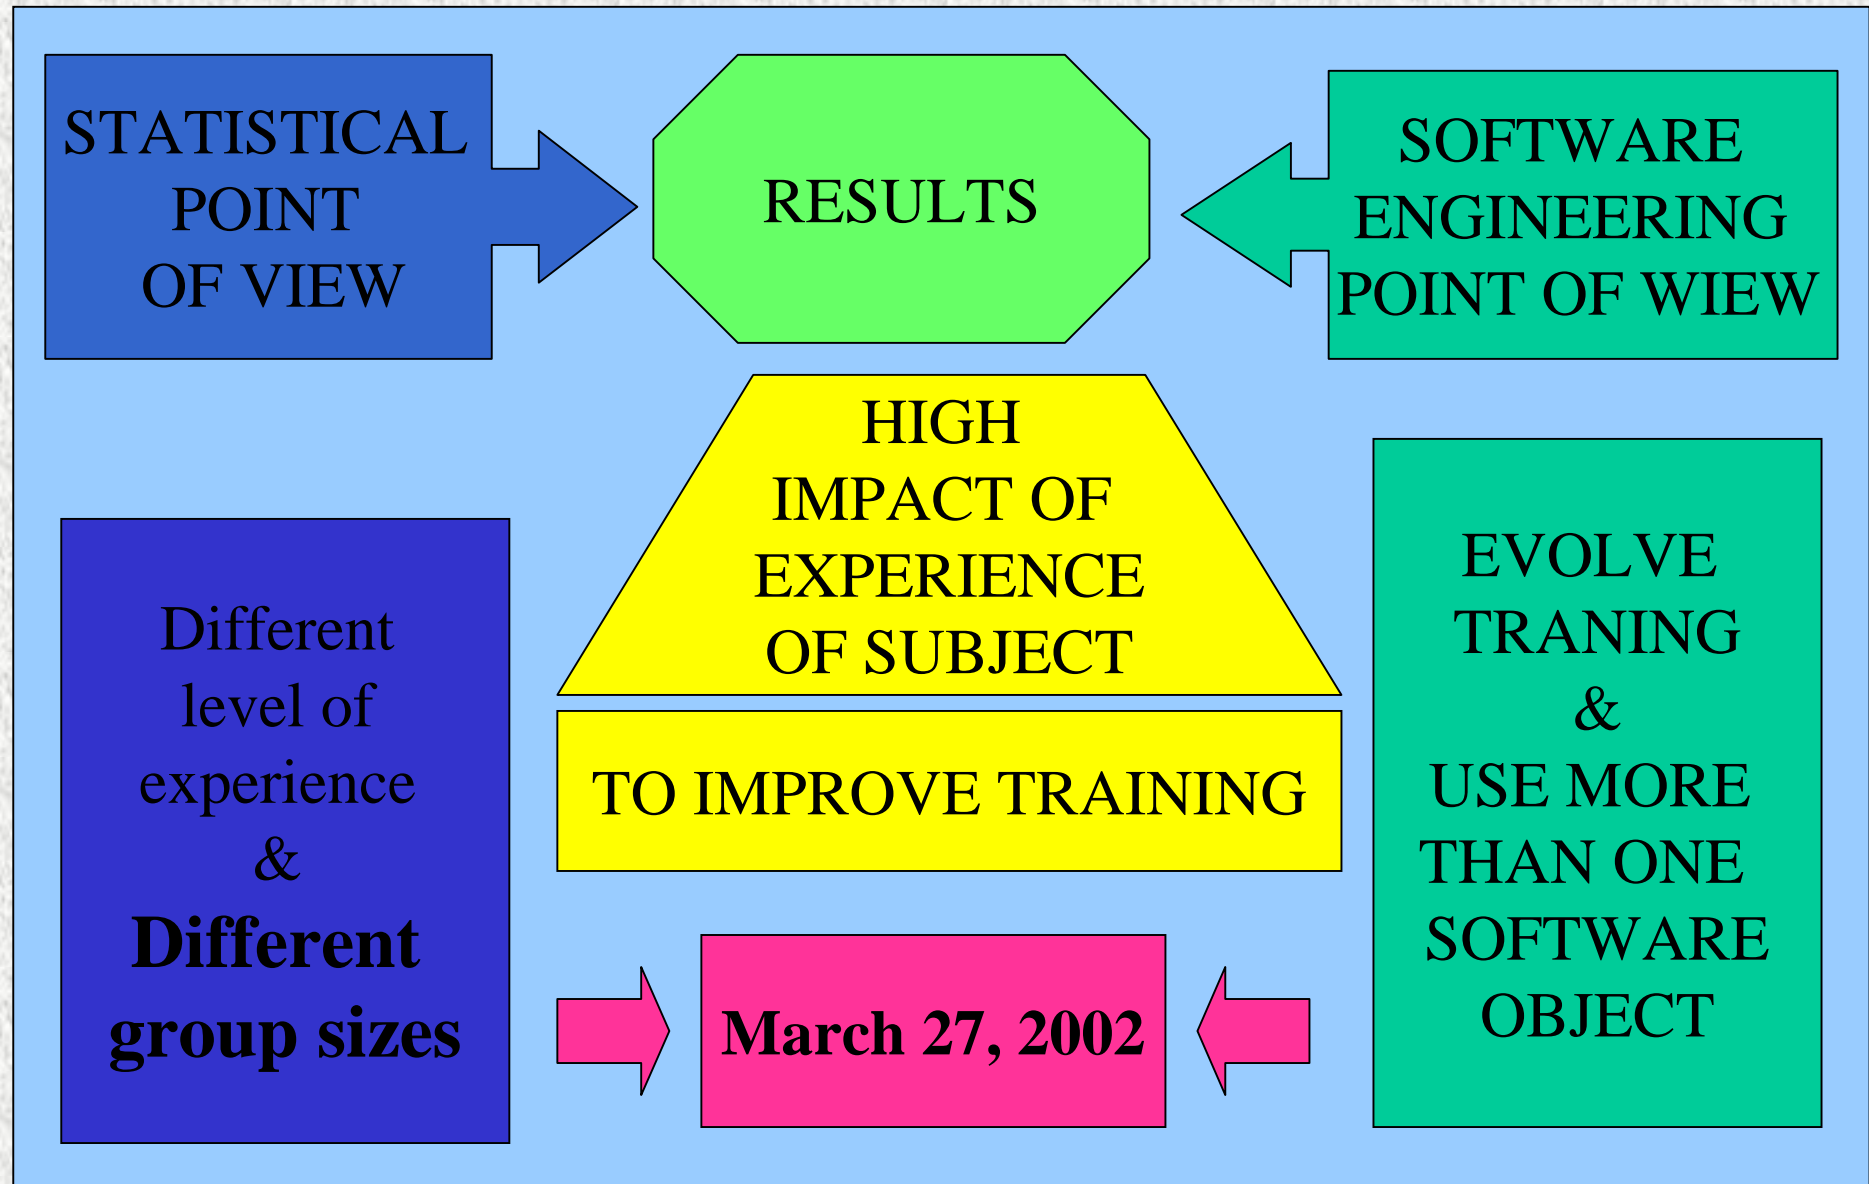 STATISTICAL
POINT
OF VIEW
RESULTS
SOFTWARE
ENGINEERING
POINT OF WIEW
HIGH
IMPACT OF
EXPERIENCE
OF SUBJECT
TO IMPROVE TRAINING
Different
level of
experience
&
Different
group sizes
March 27, 2002
EVOLVE
TRANING
&
USE MORE
THAN ONE
SOFTWARE
OBJECT